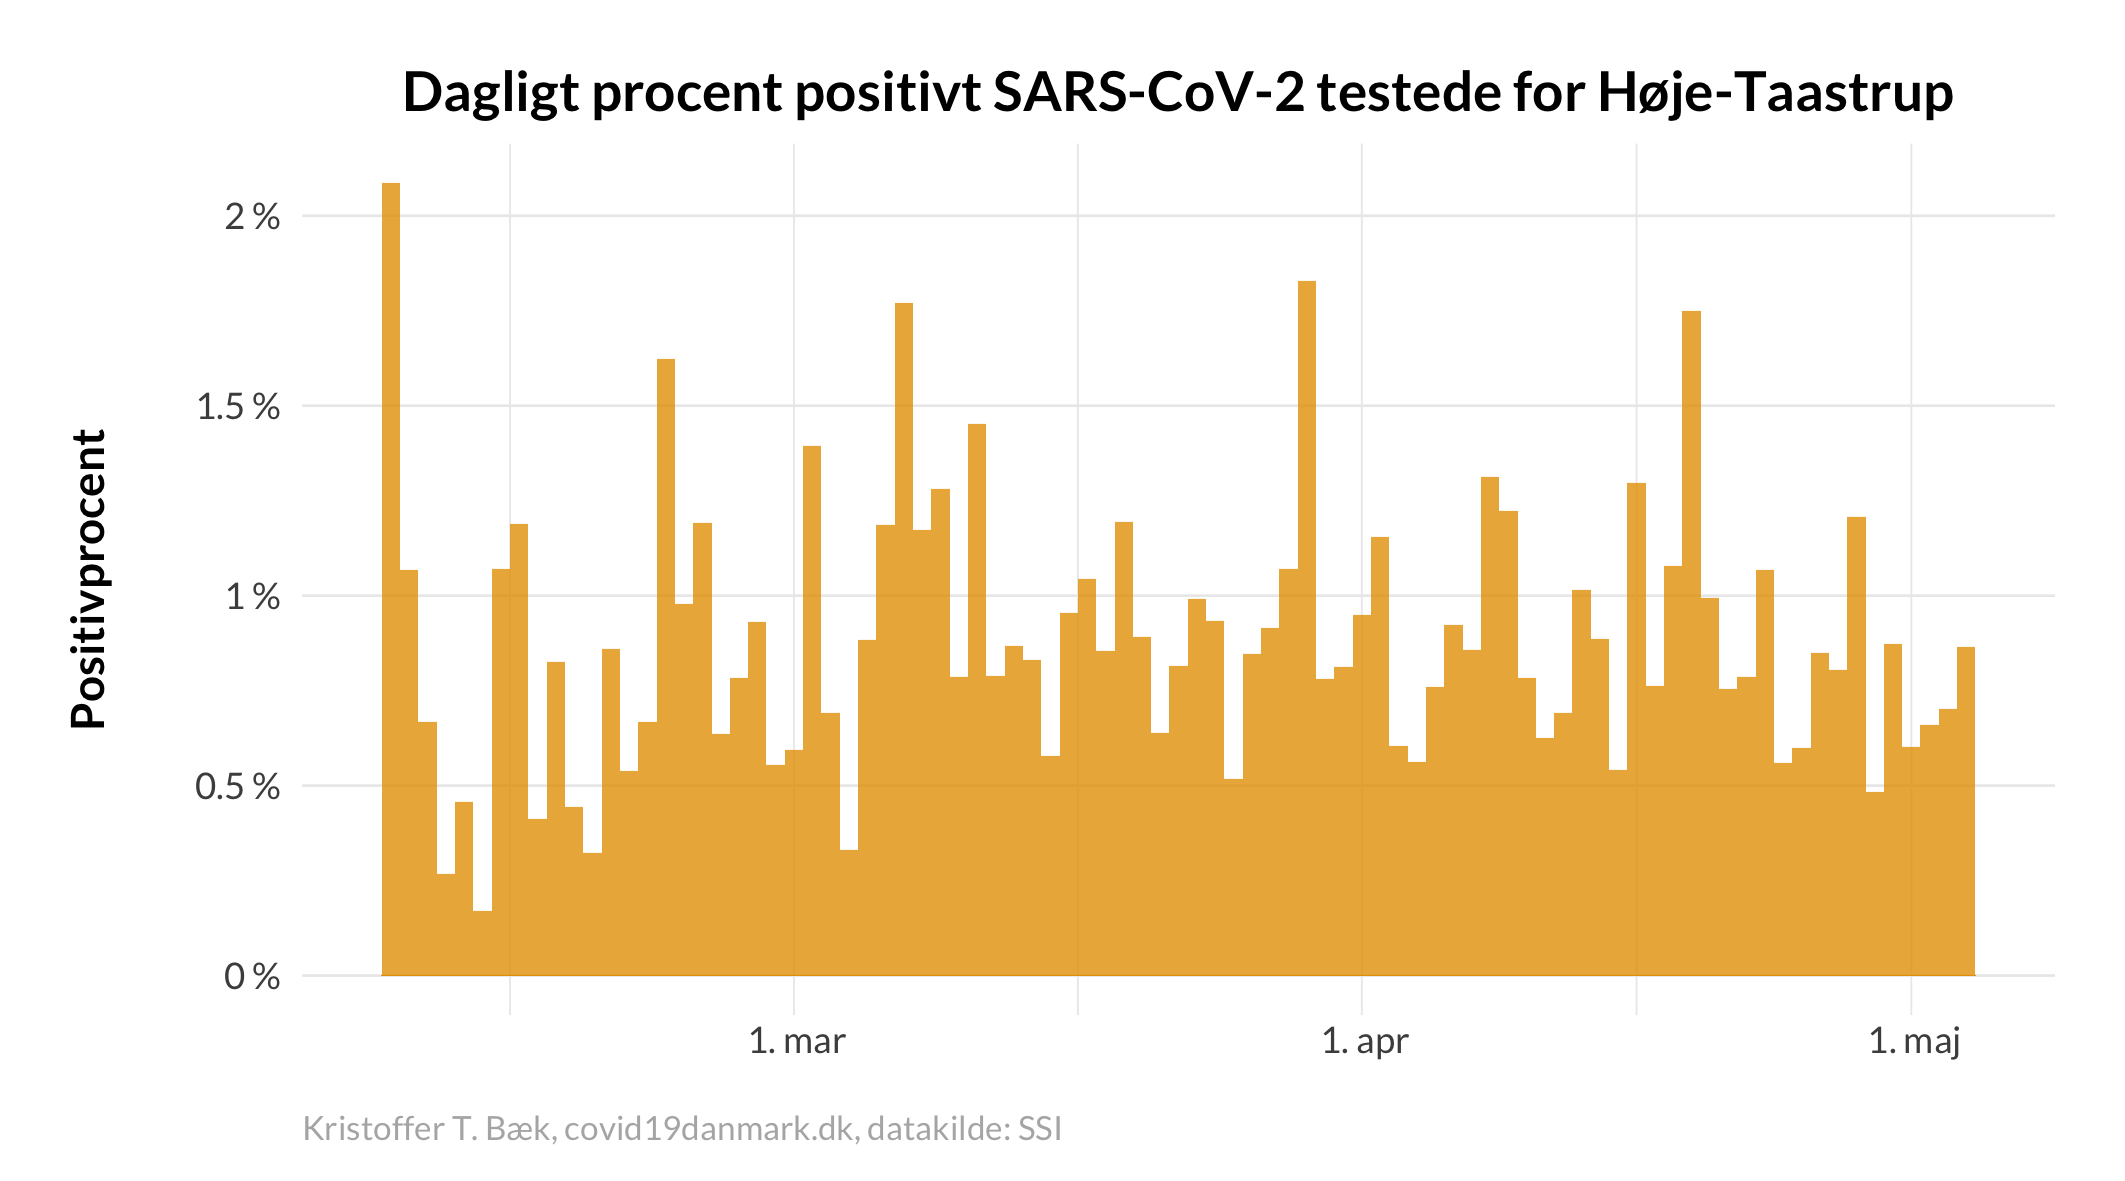 Dagligt procent positivt SARS-CoV-2 testede for Høje-Taastrup
Positivprocent
2 %
1.5 %
1 %
0.5 %
0 %
1. mar
1. apr
1. maj
Kristoffer T. Bæk, covid19danmark.dk, datakilde: SSI